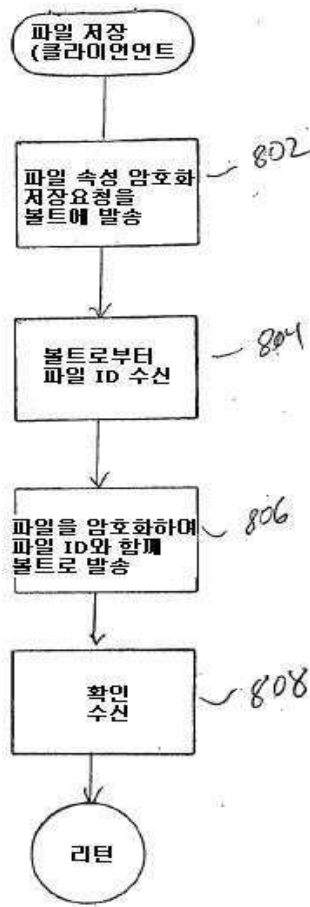 파일 저장
(클라이언언트
파일 속성 암호화
저장요청을
볼트에 발송
802
볼트로부터
파일 ID 수신
804
파일을 암호화하여
파일 ID와 함께
볼트로 발송
806
확인
수신
808
리턴